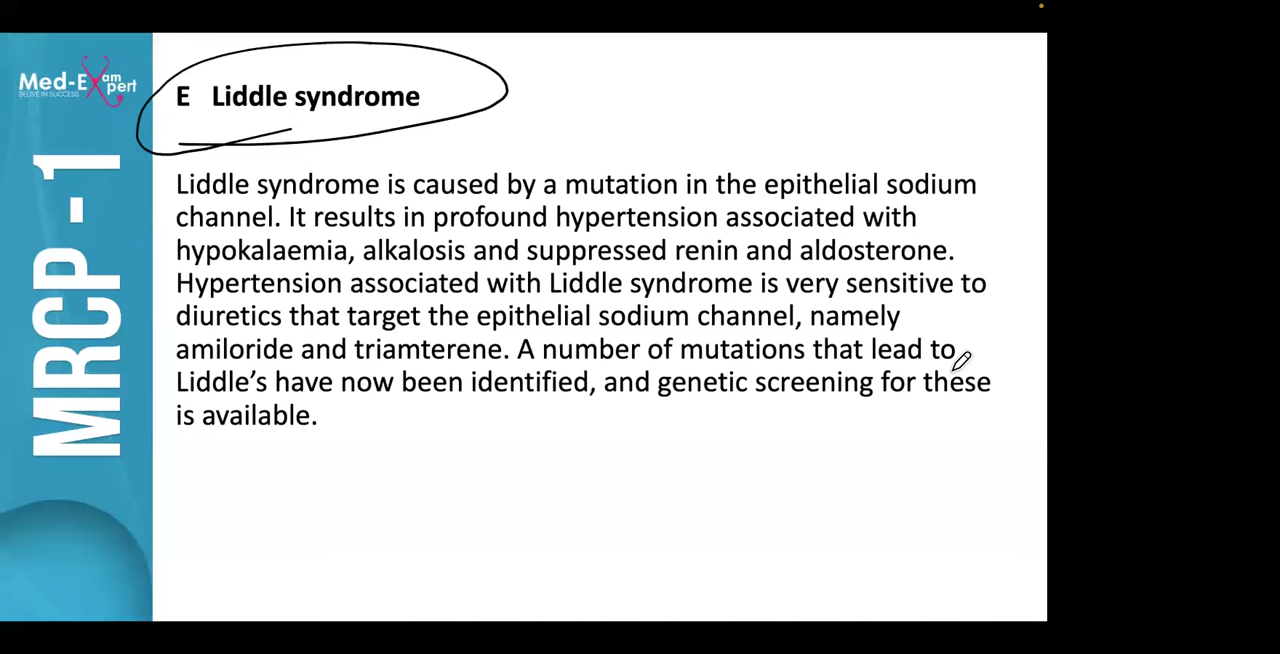 Med-Exam
pert
BELIVE IN SUCCESS
MRCP - 1
E Liddle syndrome
Liddle syndrome is caused by a mutation in the epithelial sodium
channel. It results in profound hypertension associated with
hypokalaemia, alkalosis and suppressed renin and aldosterone.
Hypertension associated with Liddle syndrome is very sensitive to
diuretics that target the epithelial sodium channel, namely
amiloride and triamterene. A number of mutations that lead to
Liddle’s have now been identified, and genetic screening for these
is available.